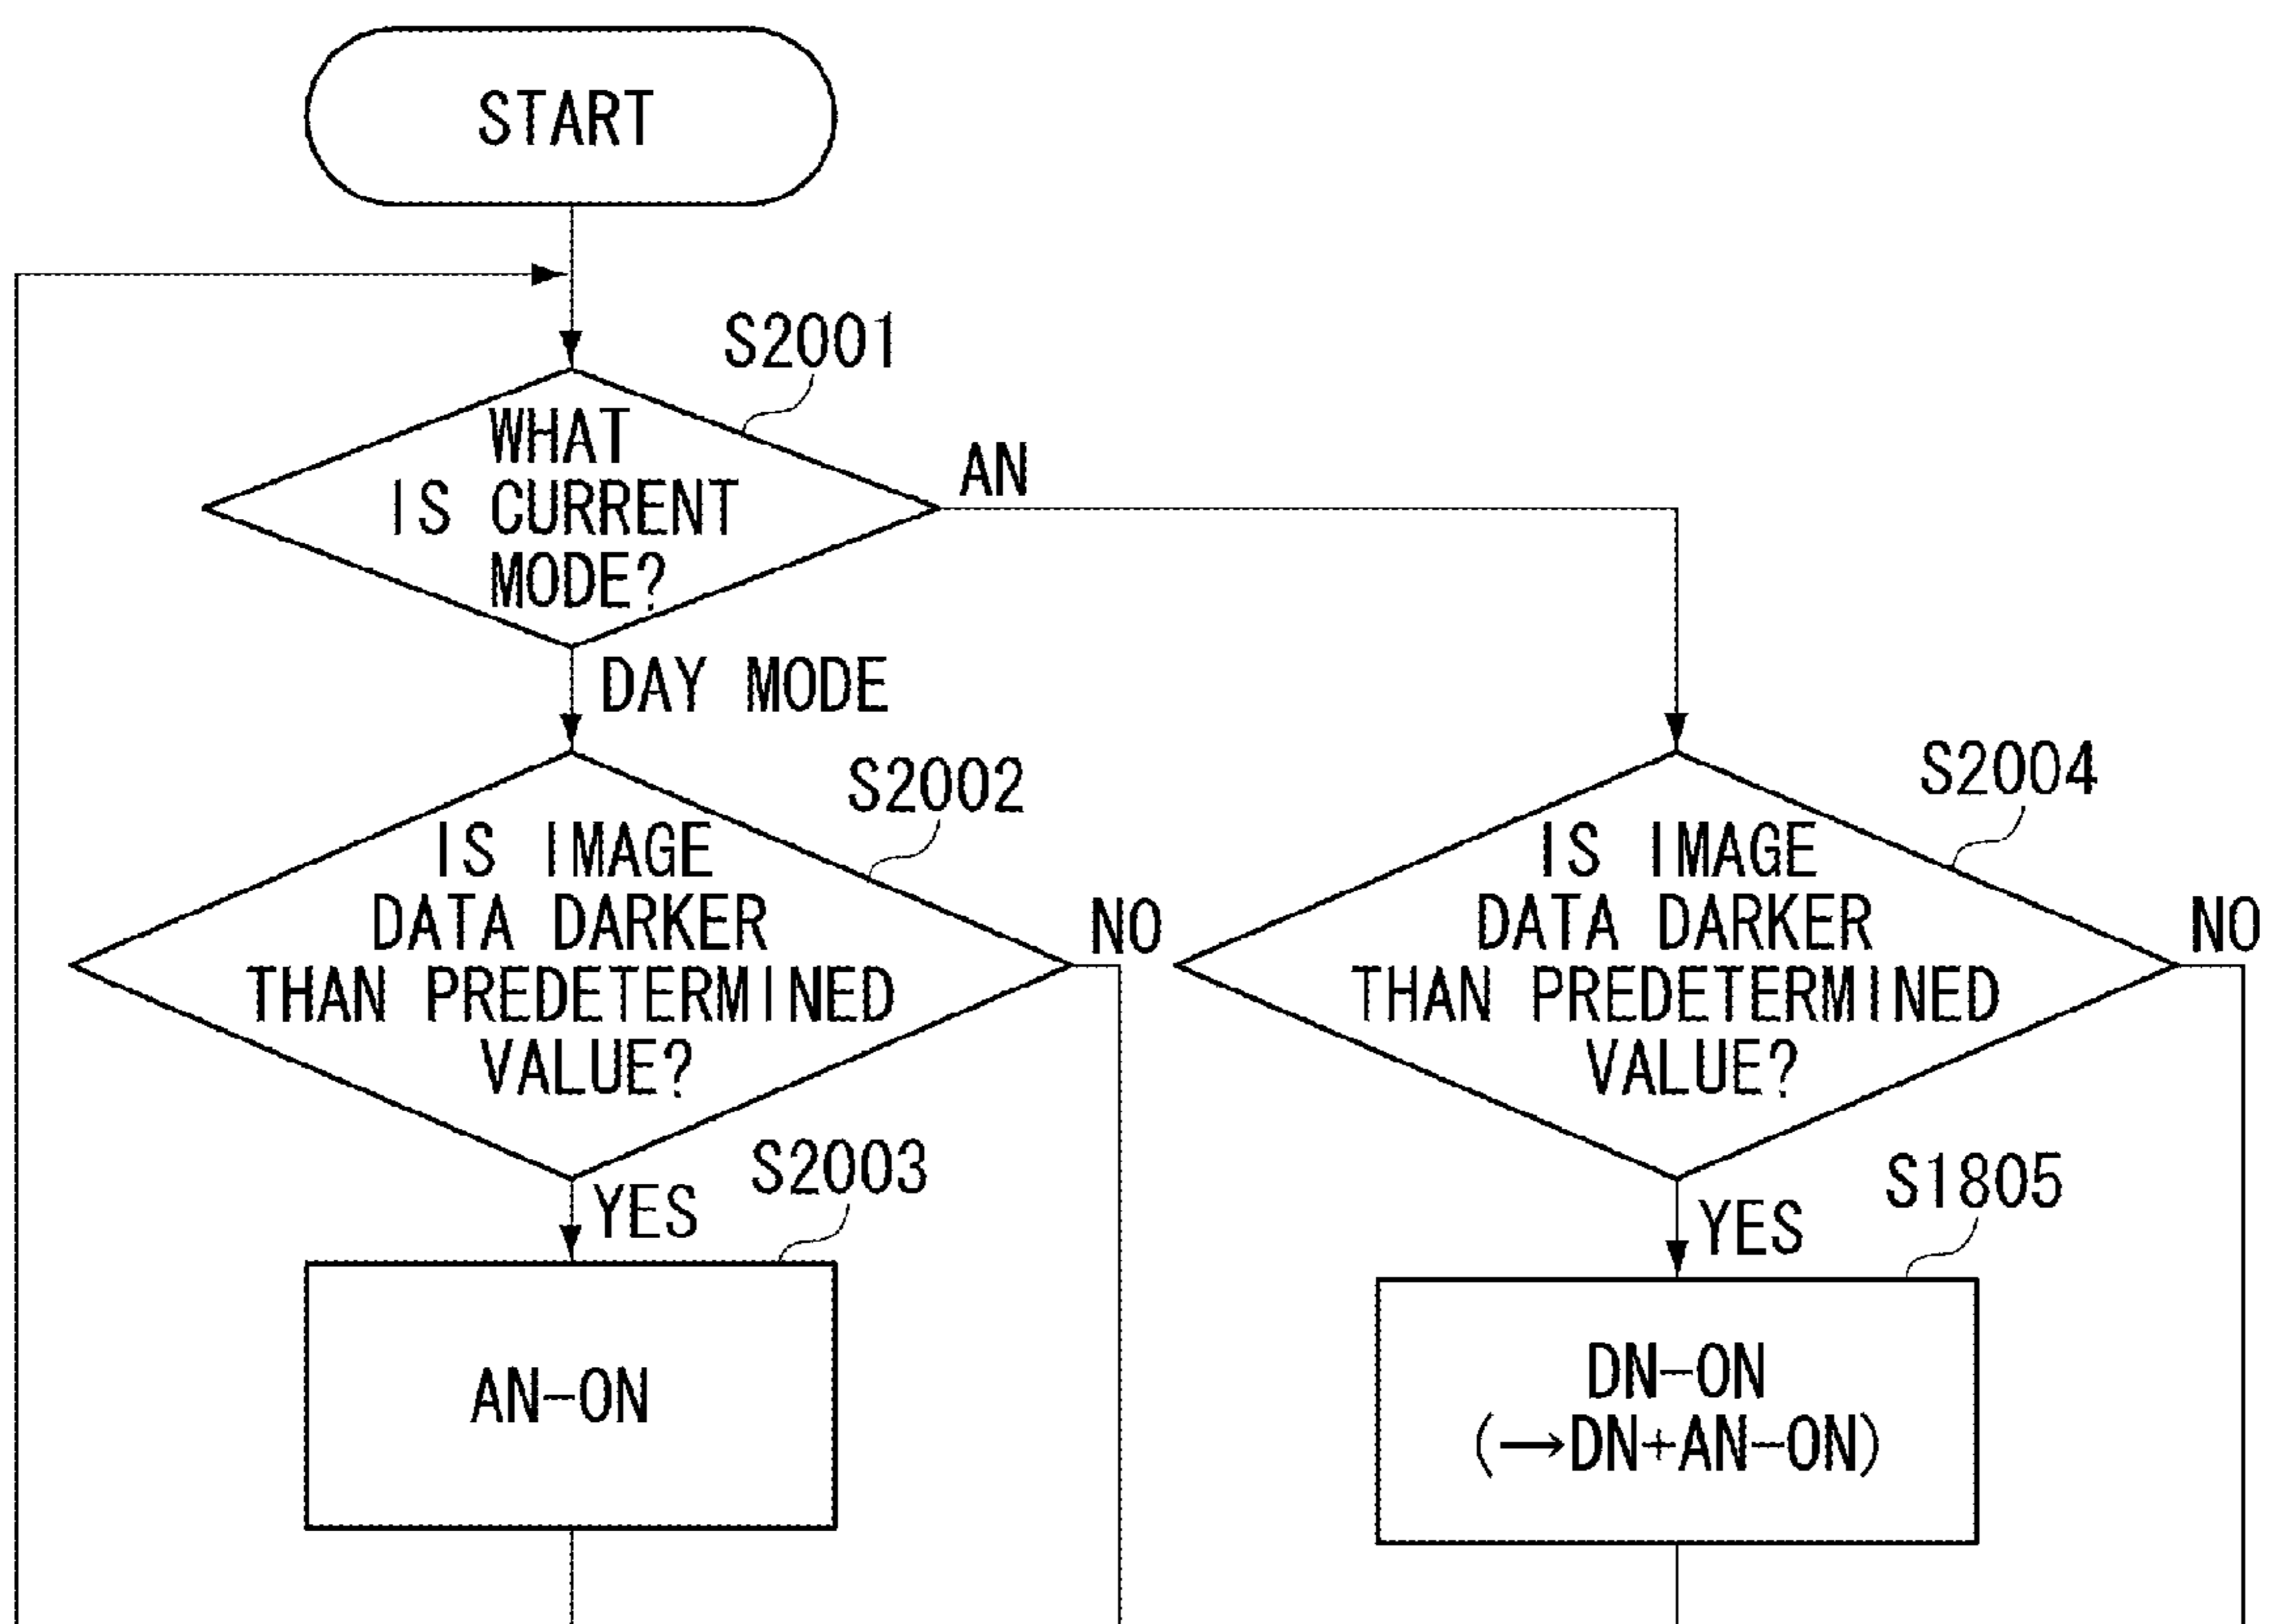 START
S2001
WHAT
IS CURRENT
MODE?
AN
DAY MODE
S2002
IS IMAGE
DATA DARKER
THAN PREDETERMINED
VALUE?
NO
S2004
IS IMAGE
DATA DARKER
THAN PREDETERMINED
VALUE?
NO
YES
S2003
AN-ON
YES
S1805
DN-ON
(→DN+AN-ON)